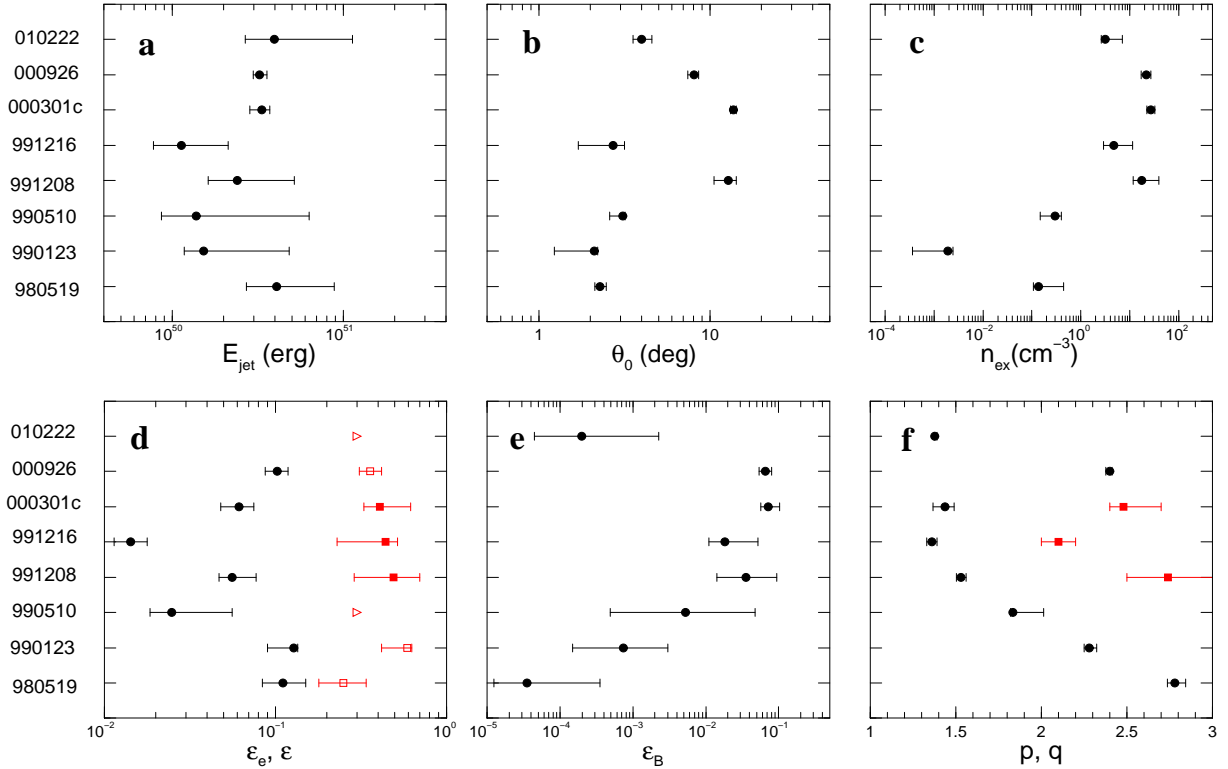 a
b
c
010222
000926
000301c
991216
991208
990510
990123
980519
10^50 10^51
E_jet (erg)
1 10
θ_0 (deg)
10^−4 10^−2 10^0 10^2
n_ex(cm^−3)
d
e
f
010222
000926
000301c
991216
991208
990510
990123
980519
10^−2 10^−1 10^0
ε_e, ε
10^−5 10^−4 10^−3 10^−2 10^−1
ε_B
1 1.5 2 2.5 3
p, q